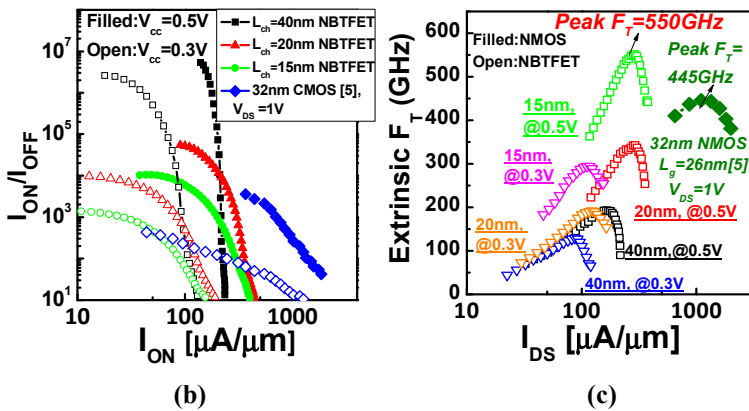 Filled:V_cc=0.5V
Open:V_cc=0.3V
L_ch=40nm NBTFET
L_ch=20nm NBTFET
L_ch=15nm NBTFET
32nm CMOS [5],
V_DS=1V
10^7
10^5
10^3
10^1
I_ON/I_OFF
10
100
1000
I_ON [μA/μm]
(b)
Peak F_T=550GHz
Filled:NMOS
Open:NBTFET
Peak F_T=
445GHz
15nm,
@0.5V
15nm,
@0.3V
32nm NMOS
L_g=26nm[5]
V_DS=1V
20nm,
@0.3V
20nm, @0.5V
40nm,@0.5V
40nm, @0.3V
600
500
400
300
200
100
0
Extrinsic F_T (GHz)
10
100
1000
I_DS [μA/μm]
(c)